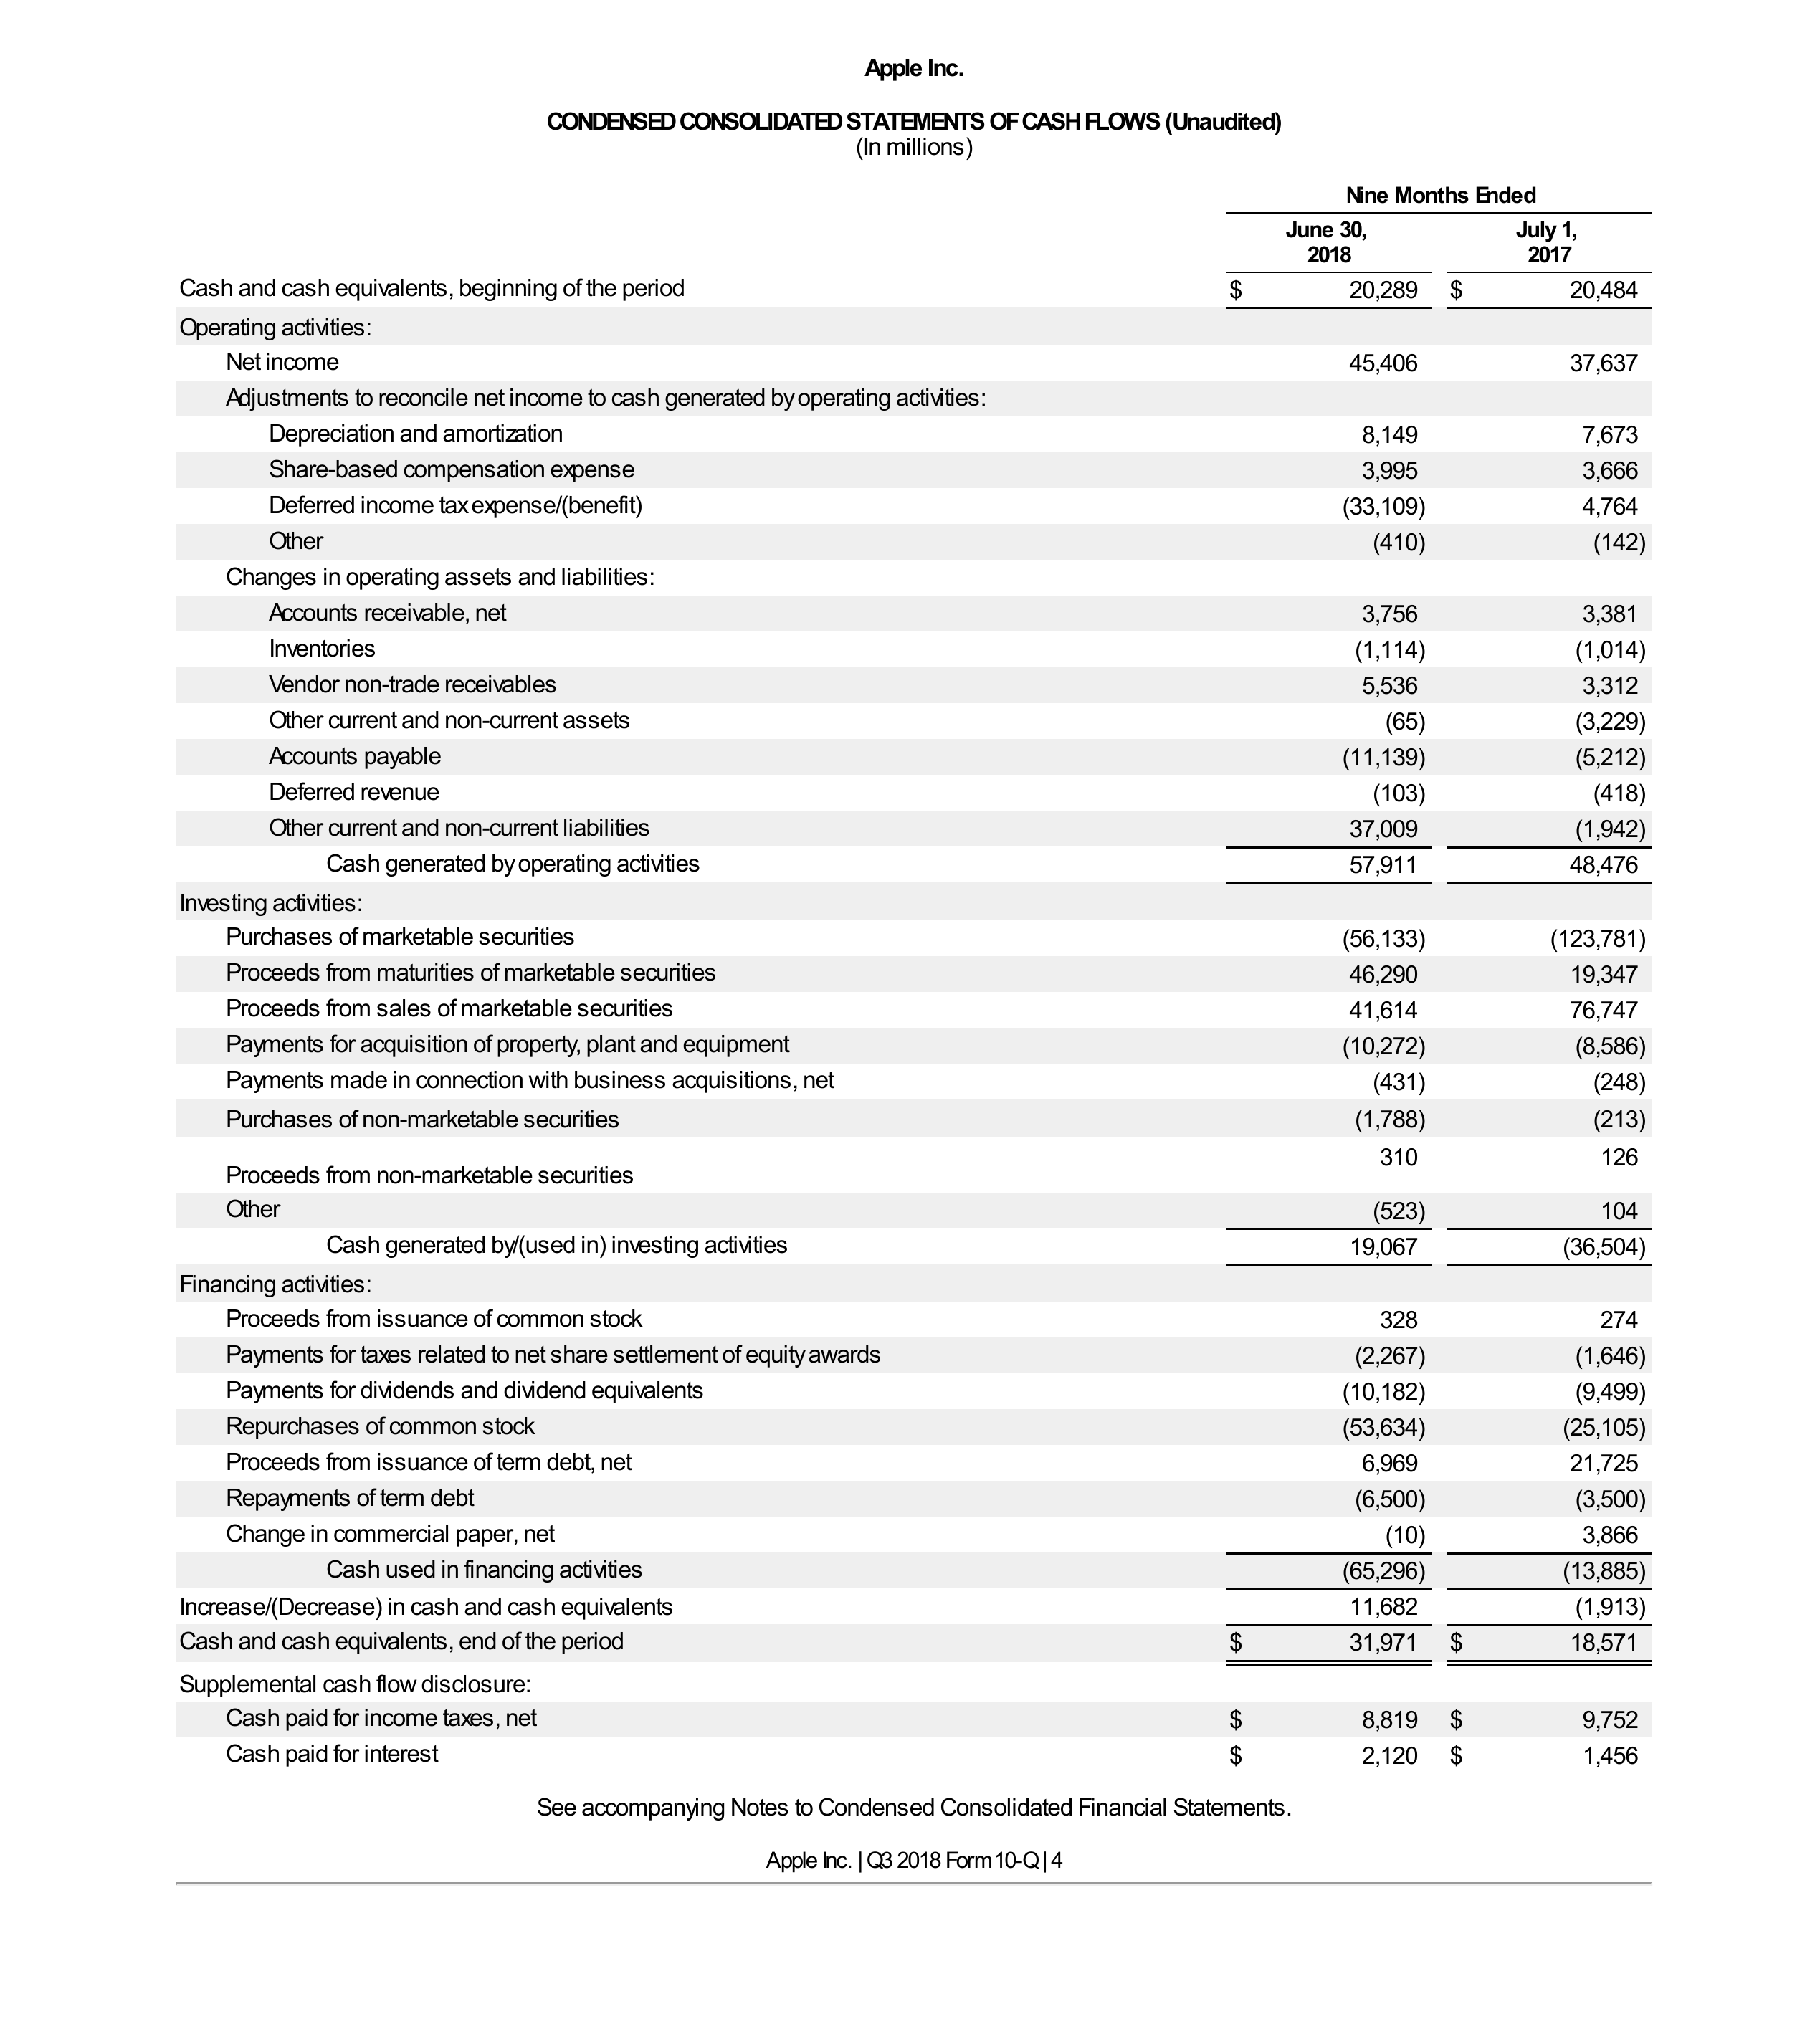 Apple Inc.
CONDENSED CONSOLIDATED STATEMENTS OF CASH FLOWS (Unaudited)
(In millions)
Nine Months Ended
June 30, 2018 July 1, 2017
Cash and cash equivalents, beginning of the period $ 20,289 $ 20,484
Operating activities:
Net income 45,406 37,637
Adjustments to reconcile net income to cash generated by operating activities:
Depreciation and amortization 8,149 7,673
Share-based compensation expense 3,995 3,666
Deferred income tax expense/(benefit) (33,109) 4,764
Other (410) (142)
Changes in operating assets and liabilities:
Accounts receivable, net 3,756 3,381
Inventories (1,114) (1,014)
Vendor non-trade receivables 5,536 3,312
Other current and non-current assets (65) (3,229)
Accounts payable (11,139) (5,212)
Deferred revenue (103) (418)
Other current and non-current liabilities 37,009 (1,942)
Cash generated by operating activities 57,911 48,476
Investing activities:
Purchases of marketable securities (56,133) (123,781)
Proceeds from maturities of marketable securities 46,290 19,347
Proceeds from sales of marketable securities 41,614 76,747
Payments for acquisition of property, plant and equipment (10,272) (8,586)
Payments made in connection with business acquisitions, net (431) (248)
Purchases of non-marketable securities (1,788) (213)
Proceeds from non-marketable securities 310 126
Other (523) 104
Cash generated by/(used in) investing activities 19,067 (36,504)
Financing activities:
Proceeds from issuance of common stock 328 274
Payments for taxes related to net share settlement of equity awards (2,267) (1,646)
Payments for dividends and dividend equivalents (10,182) (9,499)
Repurchases of common stock (53,634) (25,105)
Proceeds from issuance of term debt, net 6,969 21,725
Repayments of term debt (6,500) (3,500)
Change in commercial paper, net (10) 3,866
Cash used in financing activities (65,296) (13,885)
Increase/(Decrease) in cash and cash equivalents 11,682 (1,913)
Cash and cash equivalents, end of the period $ 31,971 $ 18,571
Supplemental cash flow disclosure:
Cash paid for income taxes, net $ 8,819 $ 9,752
Cash paid for interest $ 2,120 $ 1,456
See accompanying Notes to Condensed Consolidated Financial Statements.
Apple Inc. | Q3 2018 Form 10-Q | 4